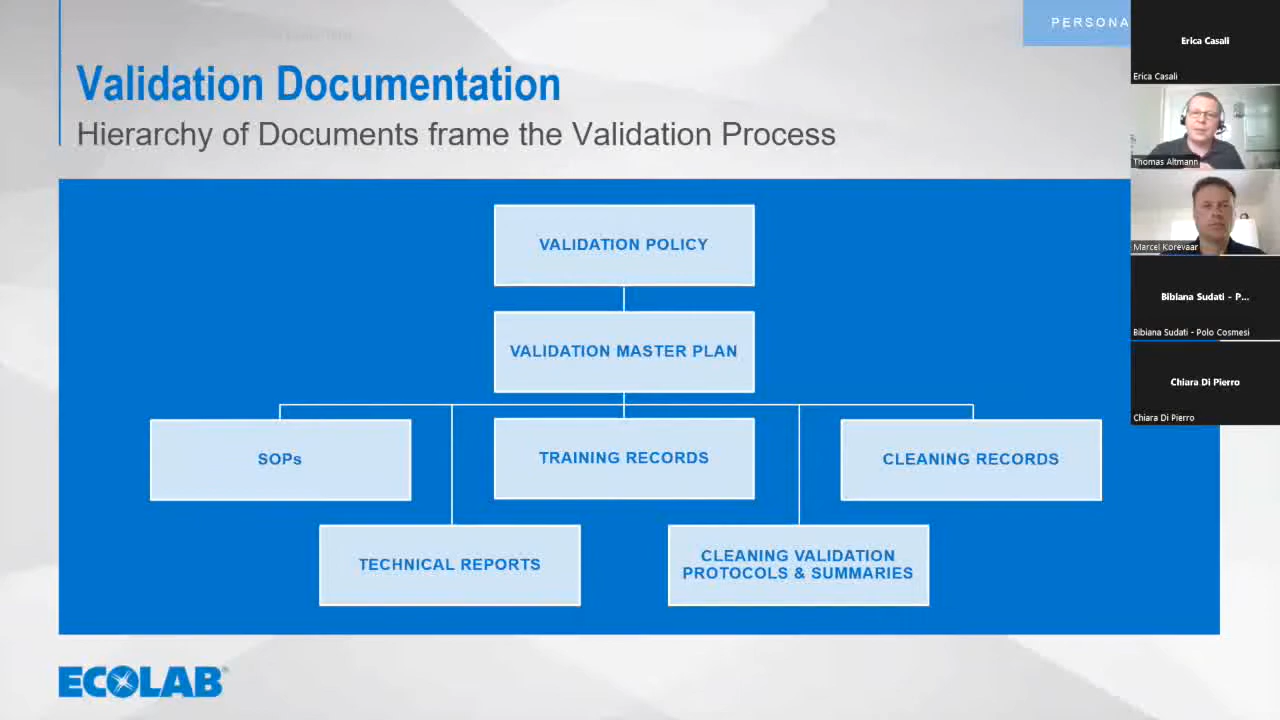 PERSONA
Validation Documentation
Hierarchy of Documents frame the Validation Process
VALIDATION POLICY
VALIDATION MASTER PLAN
SOPs
TRAINING RECORDS
CLEANING RECORDS
TECHNICAL REPORTS
CLEANING VALIDATION
PROTOCOLS & SUMMARIES
ECOLAB®
Erica Casali
Erica Casali
Thomas Altmann
Marcel Korevaar
Bibiana Sudati - P...
Bibiana Sudati - Polo Cosmesi
Chiara Di Pierro
Chiara Di Pierro